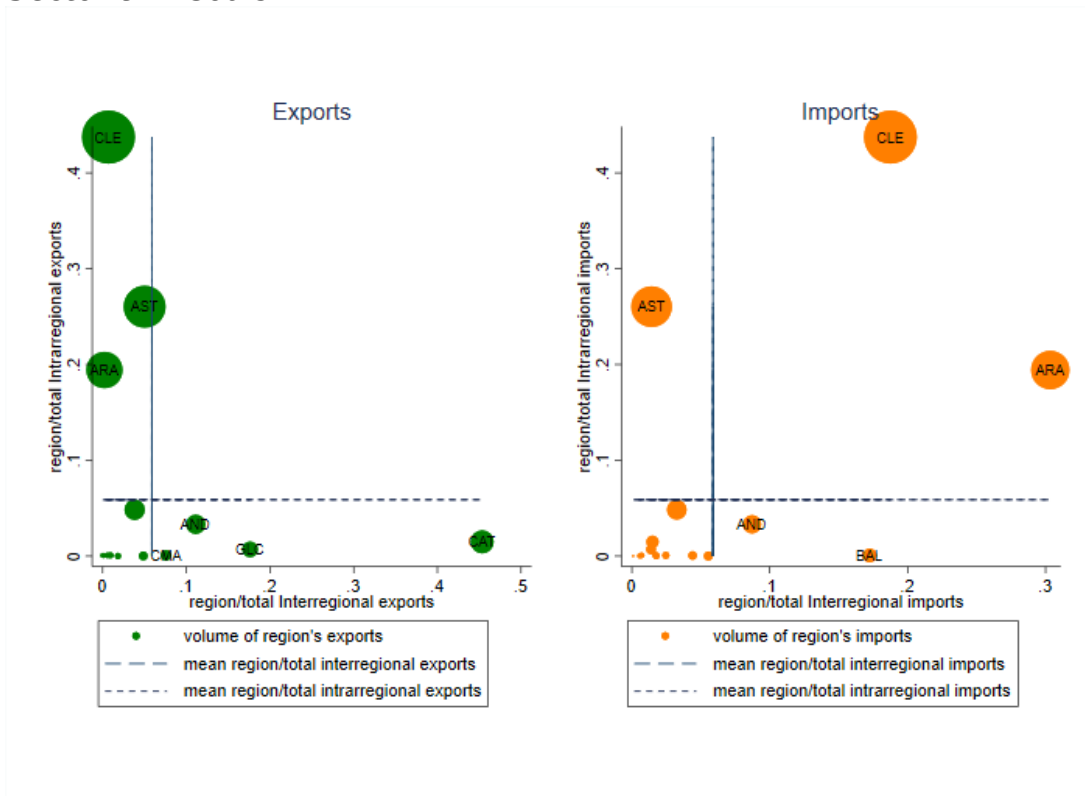 Exports
CLE
AST
ARA
AND
CMA
GLC
CAT
region/total Intrarregional exports
0
.1
.2
.3
.4
0
.1
.2
.3
.4
.5
region/total Interregional exports
volume of region's exports
mean region/total interregional exports
mean region/total intrarregional exports
Imports
CLE
AST
ARA
AND
BAL
region/total Intrarregional imports
0
.1
.2
.3
.4
0
.1
.2
.3
region/total Interregional imports
volume of region's imports
mean region/total interregional imports
mean region/total intrarregional imports